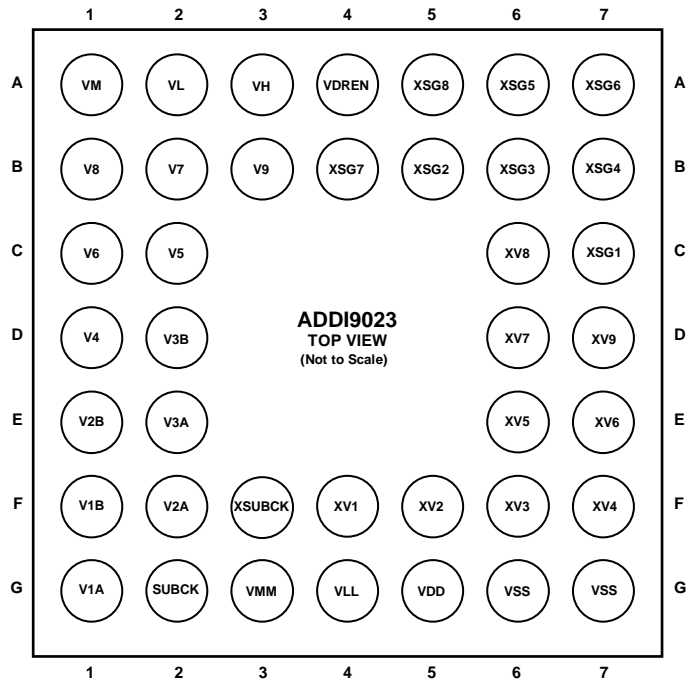 1 2 3 4 5 6 7
A VM VL VH VDREN XSG8 XSG5 XSG6 A
B V8 V7 V9 XSG7 XSG2 XSG3 XSG4 B
C V6 V5 XV8 XSG1 C
ADDI9023
D V4 V3B TOP VIEW XV7 XV9 D
(Not to Scale)
E V2B V3A XV5 XV6 E
F V1B V2A XSUBCK XV1 XV2 XV3 XV4 F
G V1A SUBCK VMM VLL VDD VSS VSS G
1 2 3 4 5 6 7